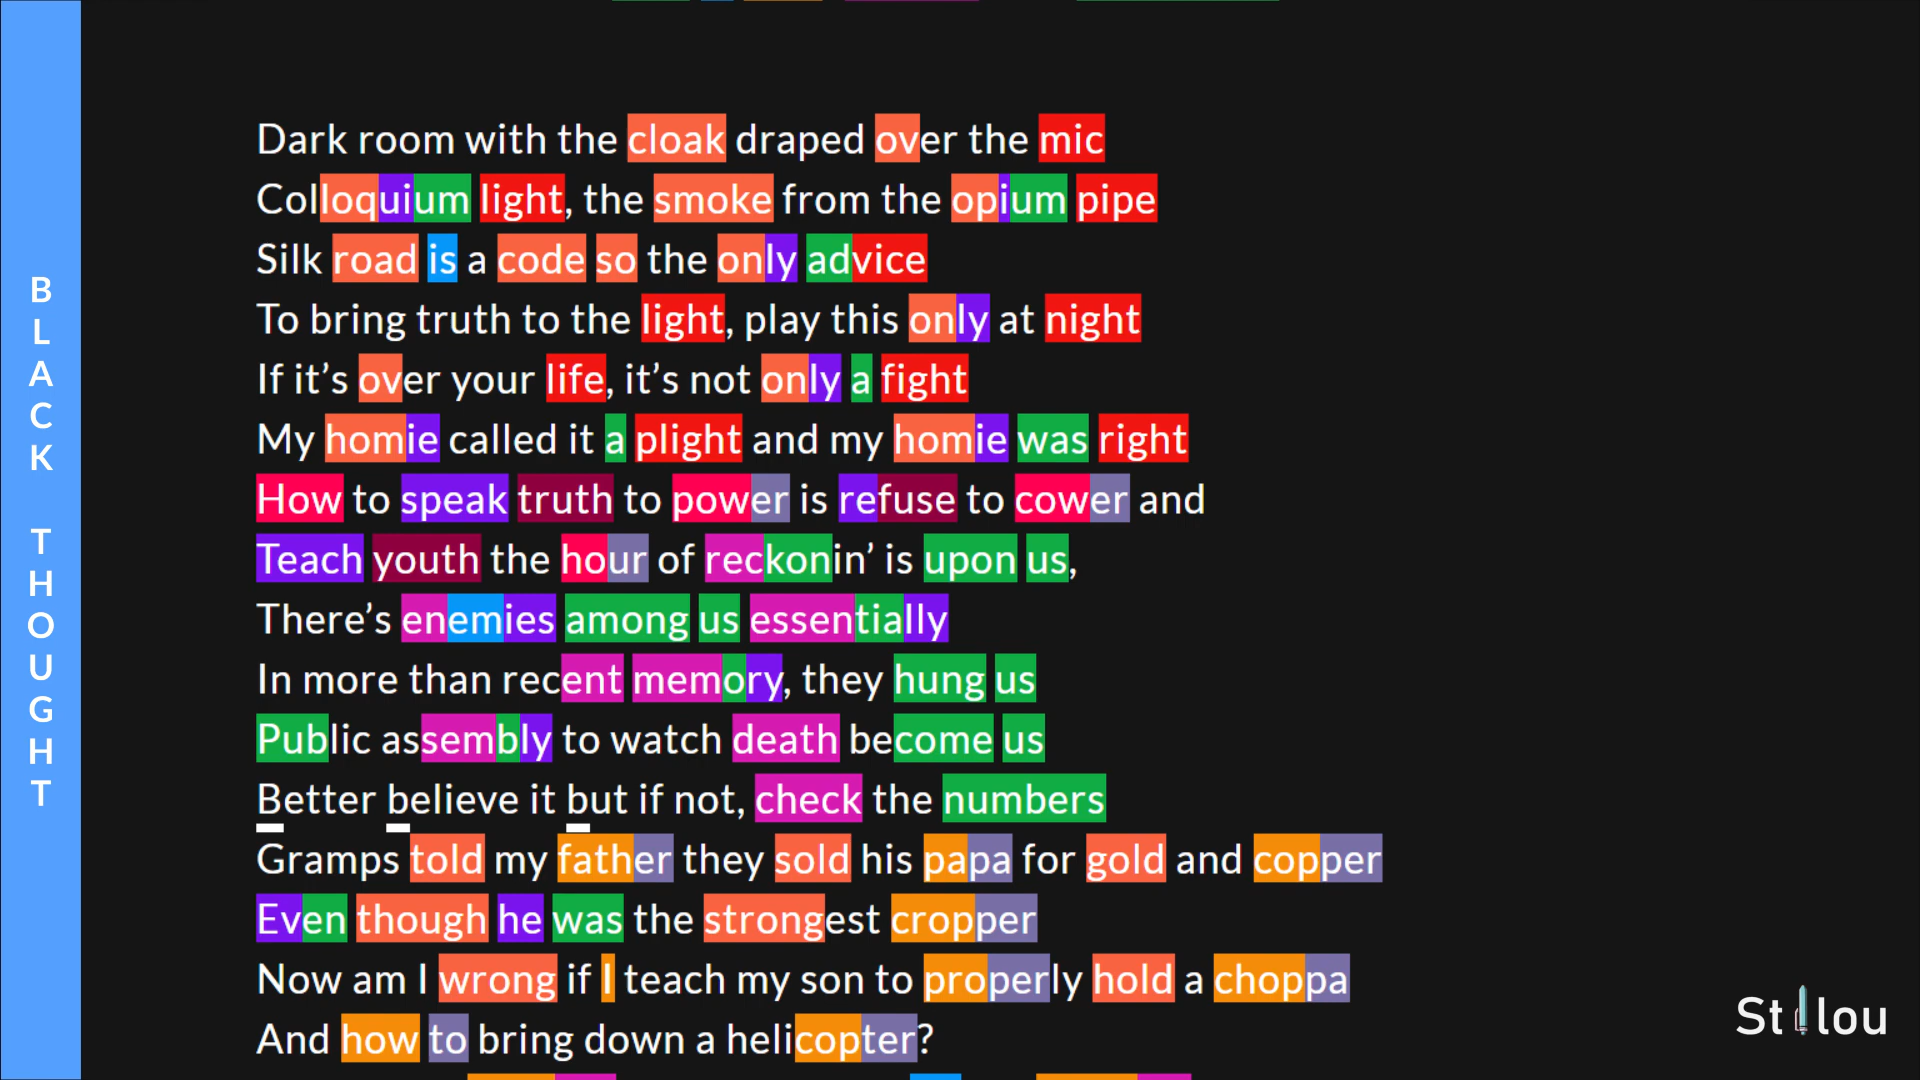 BLACK THOUGHT
Dark room with the cloak draped over the mic
Colloquium light, the smoke from the opium pipe
Silk road is a code so the only advice
To bring truth to the light, play this only at night
If it’s over your life, it’s not only a fight
My homie called it a plight and my homie was right
How to speak truth to power is refuse to cower and
Teach youth the hour of reckonin’ is upon us,
There’s enemies among us essentially
In more than recent memory, they hung us
Public assembly to watch death become us
Better believe it but if not, check the numbers
Gramps told my father they sold his papa for gold and copper
Even though he was the strongest cropper
Now am I wrong if I teach my son to properly hold a choppa
And how to bring down a helicopter?
Stilou